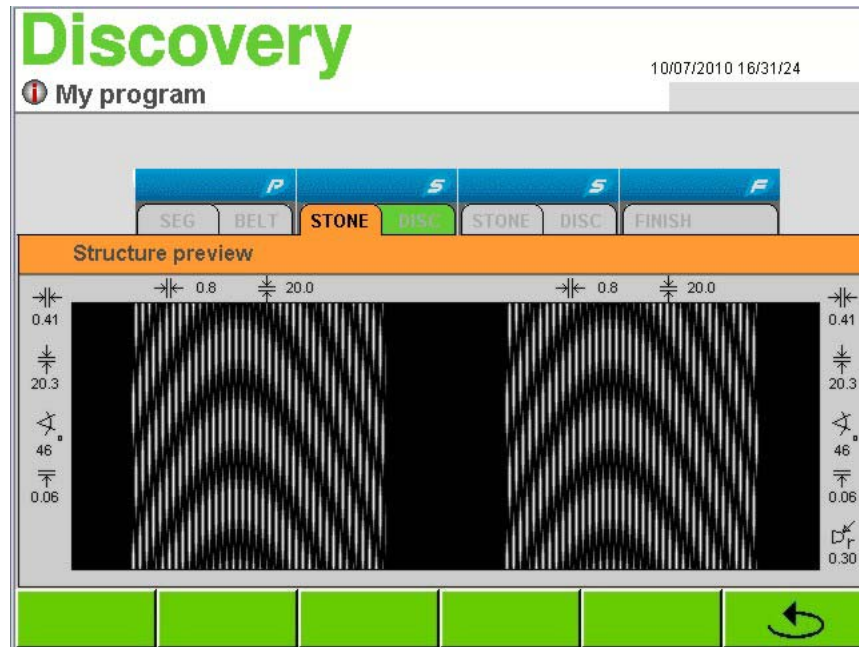 Discovery
10/07/2010 16/31/24
My program
P S S F
SEG BELT STONE DISC STONE DISC FINISH
Structure preview
0.8 20.0 0.8 20.0
0.41 0.41
20.3 20.3
46 46
0.06 0.06
r
0.30